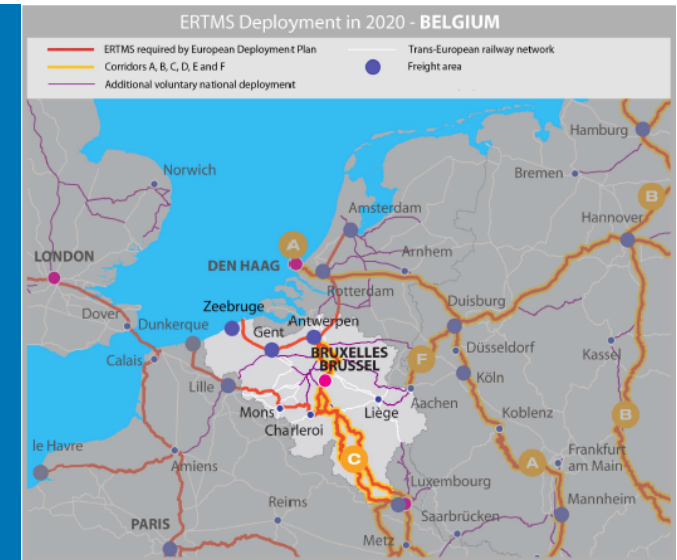 ERTMS Deployment in 2020 - BELGIUM
ERTMS required by European Deployment Plan
Trans-European railway network
Corridors A, B, C, D, E and F
Freight area
Additional voluntary national deployment
Hamburg
Bremen
Norwich
B
Amsterdam
Hannover
A
LONDON
DEN HAAG
Arnhem
Rotterdam
Zeebruge
Duisburg
Dover
Dunkerque
Antwerpen
Gent
Calais
BRUXELLES
BRUSSEL
F
Düsseldorf
Kassel
Lille
Köln
Aachen
Mons
Liège
B
Charleroi
Koblenz
le Havre
Amiens
C
A
Frankfurt
am Main
Luxembourg
Reims
Mannheim
PARIS
Saarbrücken
Metz